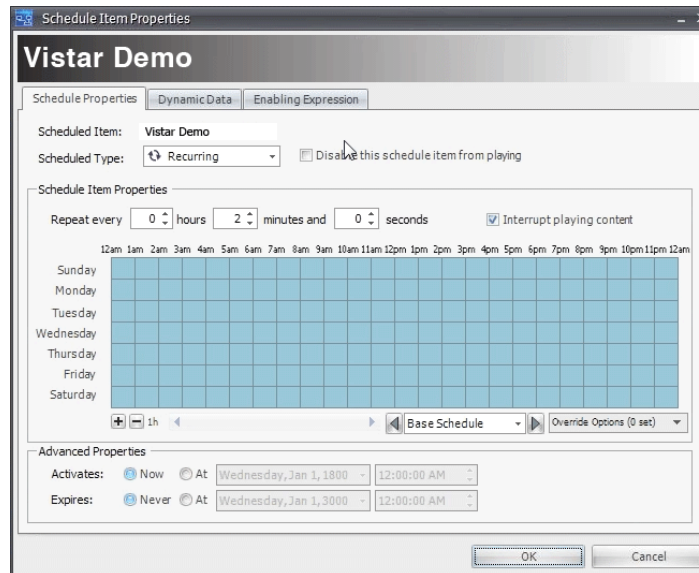 Schedule Item Properties
Vistar Demo
Schedule Properties Dynamic Data Enabling Expression
Scheduled Item: Vistar Demo
Scheduled Type: Recurring Disable this schedule item from playing
Schedule Item Properties
Repeat every 0 hours 2 minutes and 0 seconds Interrupt playing content
12am 1am 2am 3am 4am 5am 6am 7am 8am 9am 10am 11am 12pm 1pm 2pm 3pm 4pm 5pm 6pm 7pm 8pm 9pm 10pm 11pm 12am
Sunday
Monday
Tuesday
Wednesday
Thursday
Friday
Saturday
1h Base Schedule Override Options (0 set)
Advanced Properties
Activates: Now At Wednesday, Jan 1, 1800 12:00:00 AM
Expires: Never At Wednesday, Jan 1, 3000 12:00:00 AM
OK Cancel